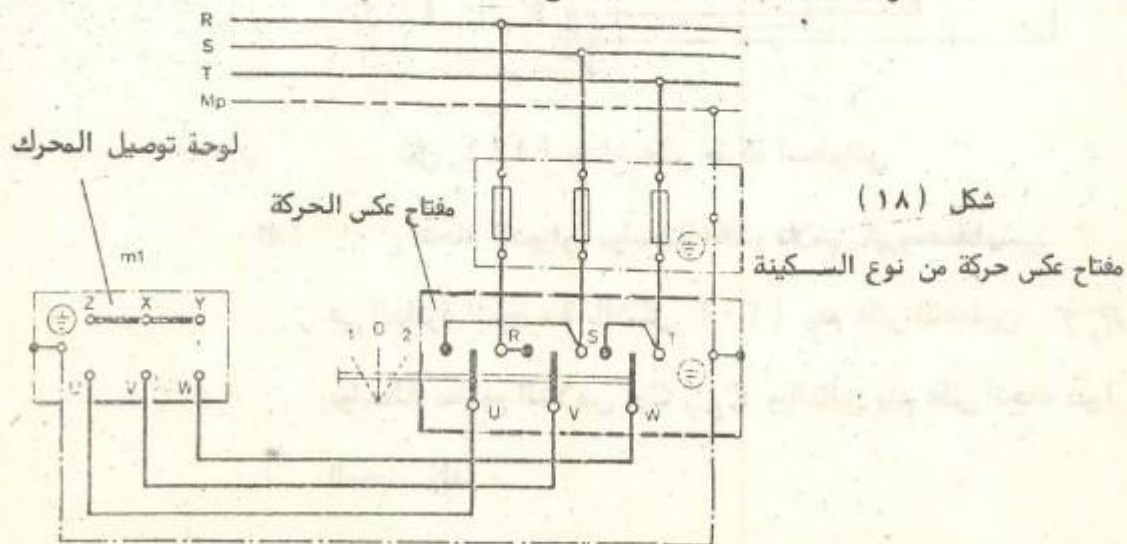 R
S
T
Mp
لوحة توصيل المحرك
مفتاح عكس الحركة
شكل (١٨)
مفتاح عكس حركة من نوع السكينة
m1
Z X Y
U V W
1 0 2
R S T
U V W